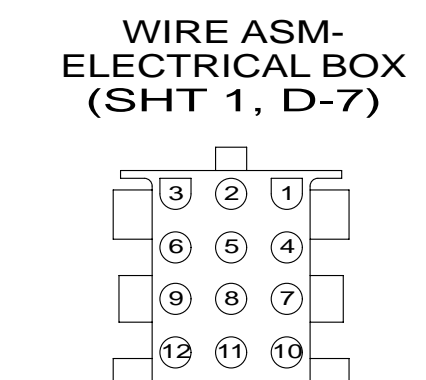 WIRE ASM-
ELECTRICAL BOX
(SHT 1, D-7)
3 2 1
6 5 4
9 8 7
12 11 10